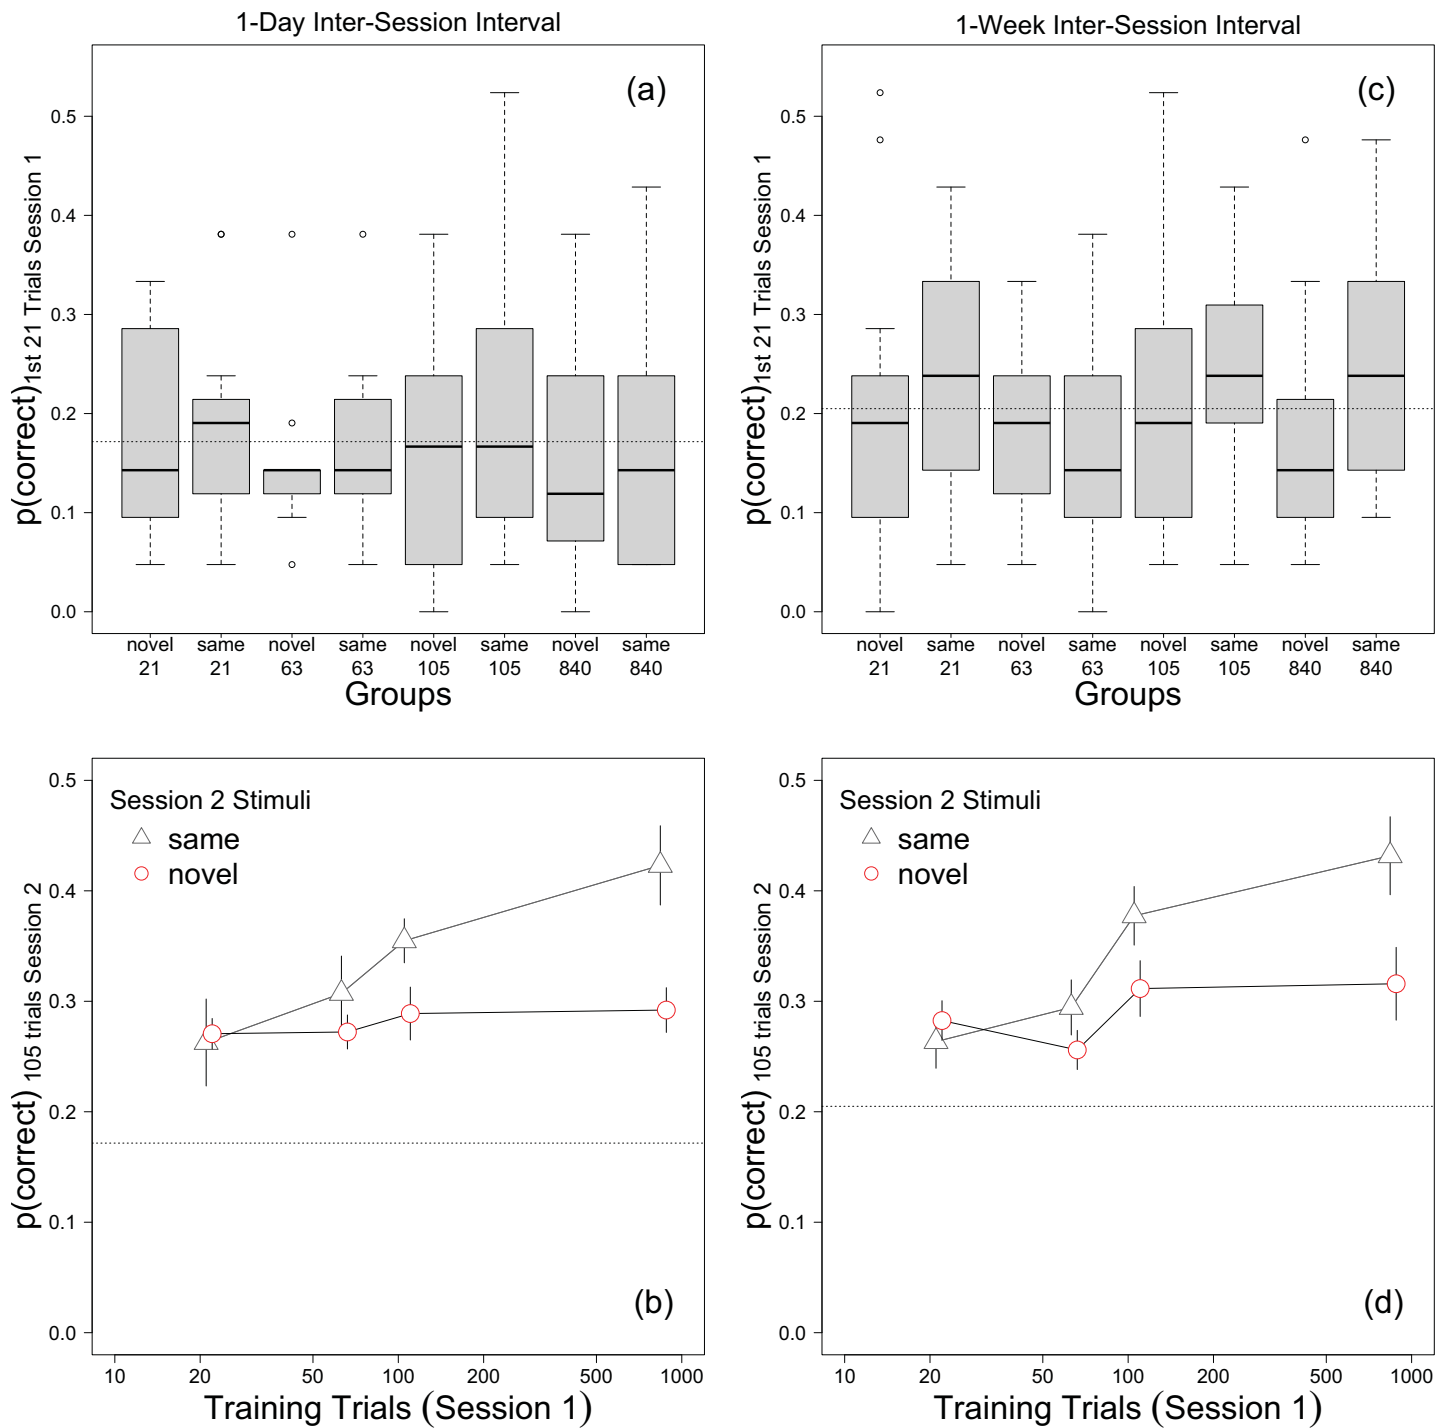 1-Day Inter-Session Interval
(a)
p(correct)1st 21 Trials Session 1
0.5
0.4
0.3
0.2
0.1
0.0
novel same novel same novel same novel same
21 21 63 63 105 105 840 840
Groups
1-Week Inter-Session Interval
(c)
p(correct)1st 21 Trials Session 1
0.5
0.4
0.3
0.2
0.1
0.0
novel same novel same novel same novel same
21 21 63 63 105 105 840 840
Groups
Session 2 Stimuli
same
novel
(b)
p(correct) 105 trials Session 2
0.5
0.4
0.3
0.2
0.1
0.0
10 20 50 100 200 500 1000
Training Trials (Session 1)
Session 2 Stimuli
same
novel
(d)
p(correct) 105 trials Session 2
0.5
0.4
0.3
0.2
0.1
0.0
10 20 50 100 200 500 1000
Training Trials (Session 1)